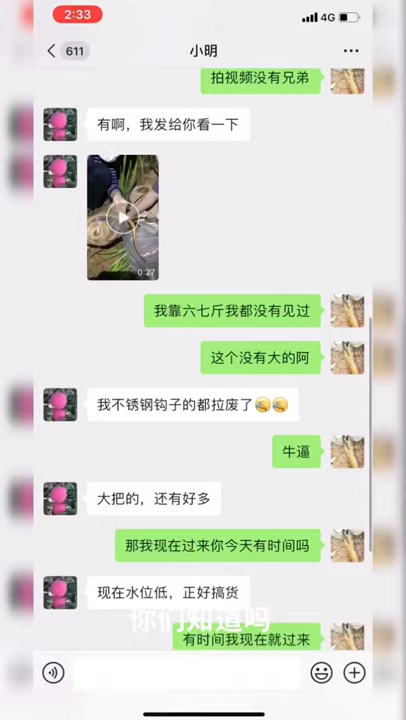 2:33
4G
611
小明
拍视频没有兄弟
有啊，我发给你看一下
0:27
我靠六七斤我都没有见过
这个没有大的阿
我不锈钢钩子的都拉废了
牛逼
大把的，还有好多
那我现在过来你今天有时间吗
现在水位低，正好搞货
你们知道吗
有时间我现在就过来